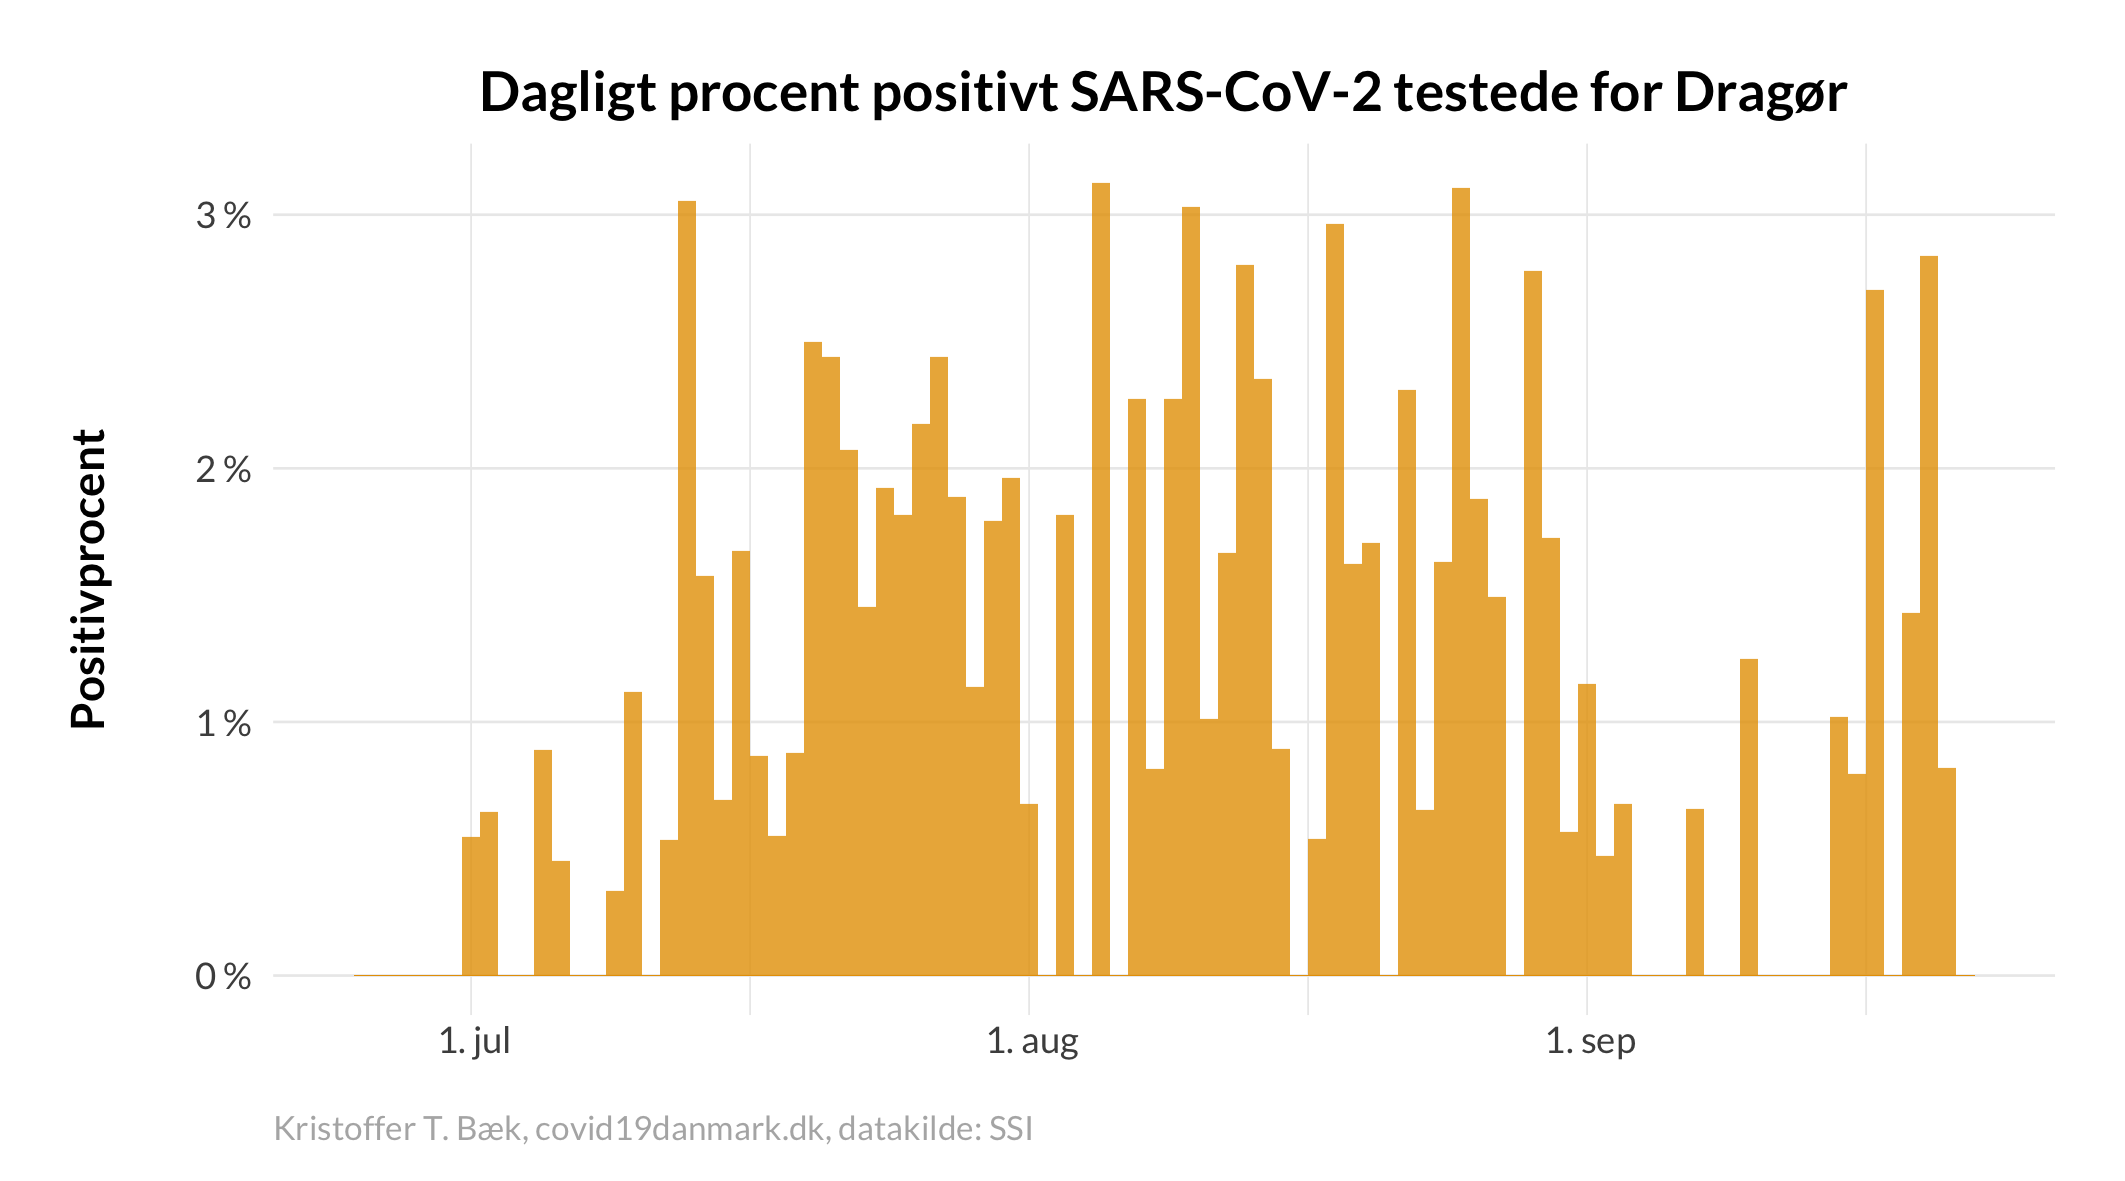 Dagligt procent positivt SARS-CoV-2 testede for Dragør
Positivprocent
3 %
2 %
1 %
0 %
1. jul
1. aug
1. sep
Kristoffer T. Bæk, covid19danmark.dk, datakilde: SSI